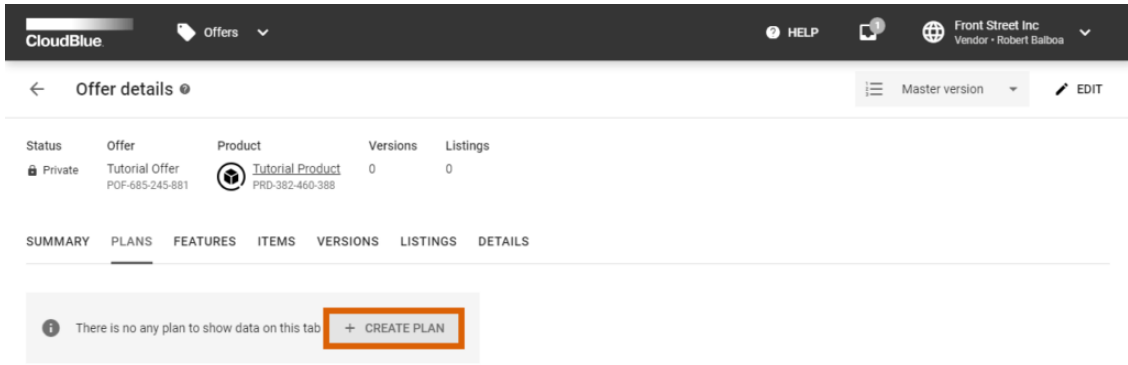 CloudBlue.
Offers
HELP
1
Front Street Inc
Vendor • Robert Balboa
Offer details
Master version
EDIT
Status
Offer
Product
Versions
Listings
Private
Tutorial Offer
POF-685-245-881
Tutorial Product
PRD-382-460-388
0
0
SUMMARY PLANS FEATURES ITEMS VERSIONS LISTINGS DETAILS
There is no any plan to show data on this tab
+ CREATE PLAN